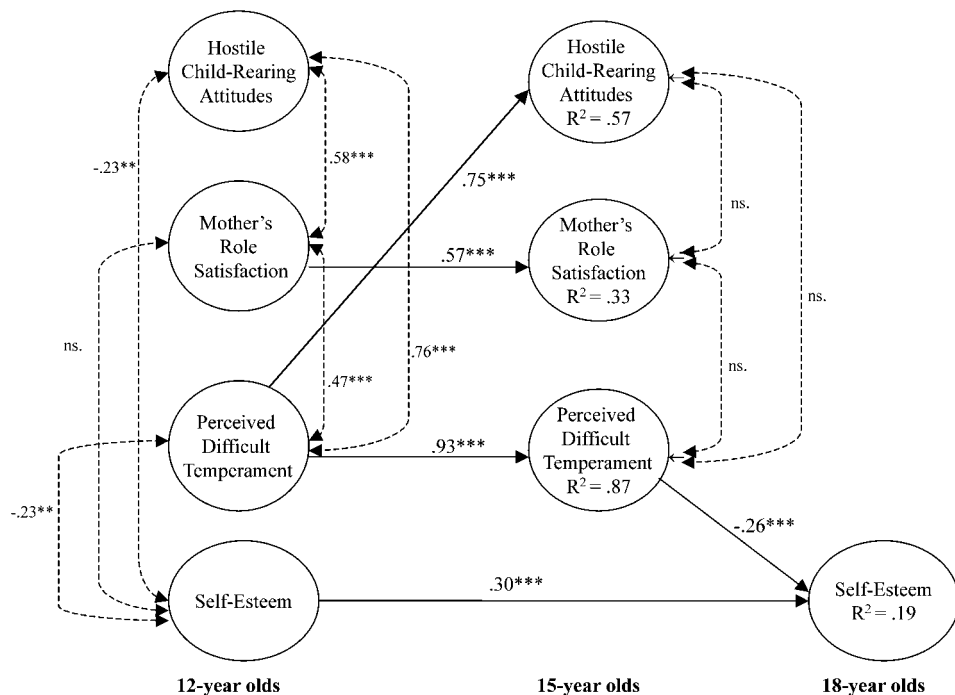 Hostile
Child-Rearing
Attitudes
Hostile
Child-Rearing
Attitudes
R² = .57
-.23**
.58***
.75***
ns.
Mother's
Role
Satisfaction
.57***
Mother's
Role
Satisfaction
R² = .33
ns.
ns.
.76***
.47***
ns.
Perceived
Difficult
Temperament
.93***
Perceived
Difficult
Temperament
R² = .87
-.23**
-.26***
Self-Esteem
.30***
Self-Esteem
R² = .19
12-year olds
15-year olds
18-year olds